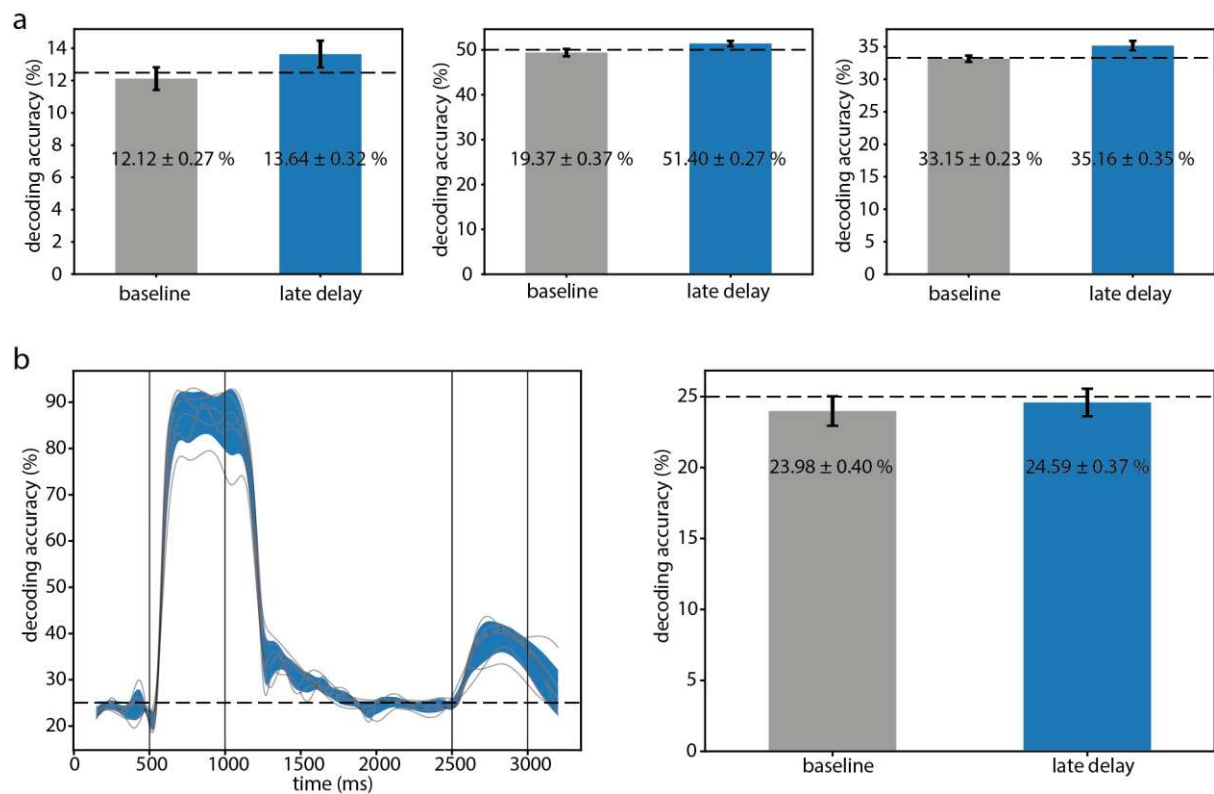 a
decoding accuracy (%)
14
12
10
8
6
4
2
0
12.12 ± 0.27 %
13.64 ± 0.32 %
baseline
late delay
decoding accuracy (%)
50
40
30
20
10
0
19.37 ± 0.37 %
51.40 ± 0.27 %
baseline
late delay
decoding accuracy (%)
35
30
25
20
15
10
5
0
33.15 ± 0.23 %
35.16 ± 0.35 %
baseline
late delay
b
decoding accuracy (%)
90
80
70
60
50
40
30
20
0
500
1000
1500
2000
2500
3000
time (ms)
decoding accuracy (%)
25
20
15
10
5
0
23.98 ± 0.40 %
24.59 ± 0.37 %
baseline
late delay